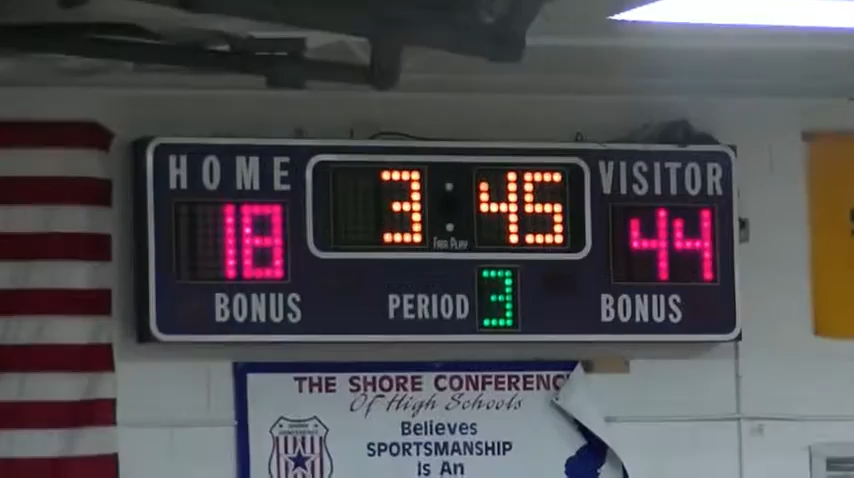 HOME 3:45 VISITOR
18 FAIR PLAY 44
BONUS PERIOD 3 BONUS
THE SHORE CONFERENC
Of High Schools
Believes
SPORTSMANSHIP
Is An